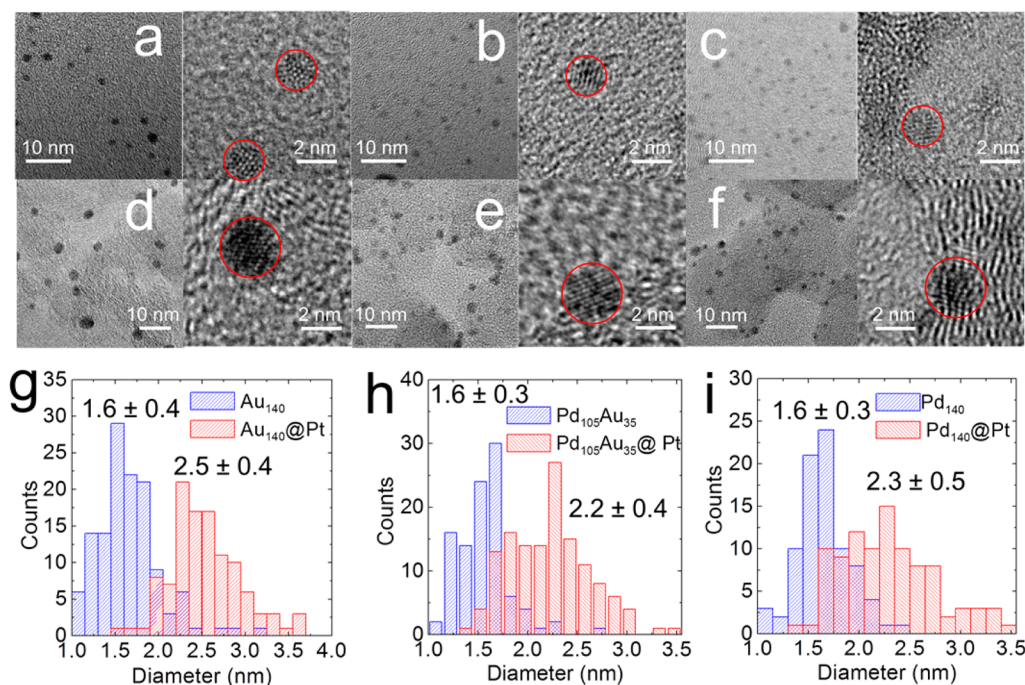 a
b
c
10 nm
2 nm
10 nm
2 nm
10 nm
2 nm
d
e
f
10 nm
2 nm
10 nm
2 nm
10 nm
2 nm
g
35
30
25
20
15
10
5
0
Counts
1.6 ± 0.4
Au140
Au140@Pt
2.5 ± 0.4
1.0 1.5 2.0 2.5 3.0 3.5 4.0
Diameter (nm)
h
40
30
20
10
0
Counts
1.6 ± 0.3
Pd105Au35
Pd105Au35@ Pt
2.2 ± 0.4
1.0 1.5 2.0 2.5 3.0 3.5
Diameter (nm)
i
30
25
20
15
10
5
0
Counts
1.6 ± 0.3
Pd140
Pd140@Pt
2.3 ± 0.5
1.0 1.5 2.0 2.5 3.0 3.5
Diameter (nm)